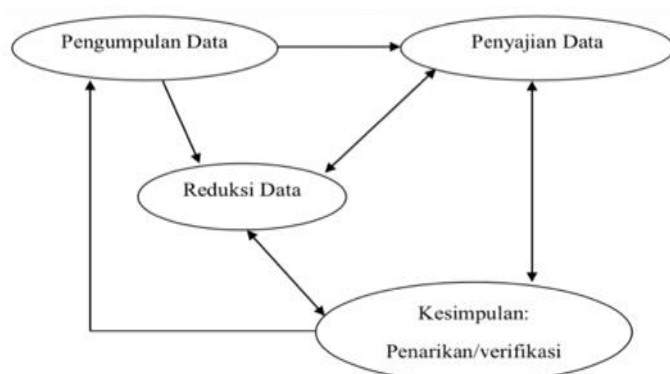 Pengumpulan Data
Penyajian Data
Reduksi Data
Kesimpulan:
Penarikan/verifikasi